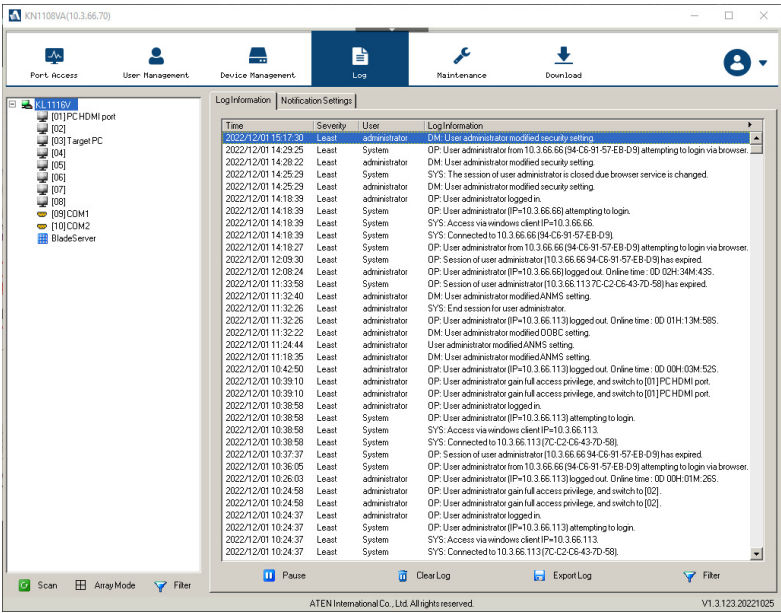 KN1108VA(10.3.66.70)
Port Access User Management Device Management Log Maintenance Download
KL1116V
[01]PC HDMI port
[02]
[03]Target PC
[04]
[05]
[06]
[07]
[08]
[09]COM1
[10]COM2
BladeServer
Log Information Notification Settings
Time Severity User Log Information
2022/12/01 15:17:30 Least administrator DM: User administrator modified security setting.
2022/12/01 14:29:25 Least System OP: User administrator from 10.3.66.66 (94-C6-91-57-EB-D9) attempting to login via browser.
2022/12/01 14:28:22 Least administrator DM: User administrator modified security setting.
2022/12/01 14:25:29 Least System SYS: The session of user administrator is closed due browser service is changed.
2022/12/01 14:25:29 Least administrator DM: User administrator modified security setting.
2022/12/01 14:18:39 Least administrator OP: User administrator logged in.
2022/12/01 14:18:39 Least System OP: User administrator (IP=10.3.66.66) attempting to login.
2022/12/01 14:18:39 Least System SYS: Access via windows client IP=10.3.66.66.
2022/12/01 14:18:39 Least System SYS: Connected to 10.3.66.66 (94-C6-91-57-EB-D9).
2022/12/01 14:18:27 Least System OP: User administrator from 10.3.66.66 (94-C6-91-57-EB-D9) attempting to login via browser.
2022/12/01 12:09:30 Least System OP: Session of user administrator (10.3.66.66 94-C6-91-57-EB-D9) has expired.
2022/12/01 12:08:24 Least administrator OP: User administrator (IP=10.3.66.66) logged out. Online time : 0D 02H:34M:43S.
2022/12/01 11:33:58 Least System OP: Session of user administrator (10.3.66.113 7C-C2-C6-43-7D-58) has expired.
2022/12/01 11:32:40 Least administrator DM: User administrator modified ANMS setting.
2022/12/01 11:32:26 Least administrator SYS: End session for user administrator.
2022/12/01 11:32:26 Least administrator OP: User administrator (IP=10.3.66.113) logged out. Online time : 0D 01H:13M:58S.
2022/12/01 11:32:22 Least administrator DM: User administrator modified OOBC setting.
2022/12/01 11:24:44 Least administrator User administrator modified ANMS setting.
2022/12/01 11:18:35 Least administrator DM: User administrator modified ANMS setting.
2022/12/01 10:42:50 Least administrator OP: User administrator (IP=10.3.66.113) logged out. Online time : 0D 00H:03M:52S.
2022/12/01 10:39:10 Least administrator OP: User administrator gain full access privilege, and switch to [01] PC HDMI port.
2022/12/01 10:39:10 Least administrator OP: User administrator gain full access privilege, and switch to [01] PC HDMI port.
2022/12/01 10:38:58 Least administrator OP: User administrator logged in.
2022/12/01 10:38:58 Least System OP: User administrator (IP=10.3.66.113) attempting to login.
2022/12/01 10:38:58 Least System SYS: Access via windows client IP=10.3.66.113.
2022/12/01 10:38:58 Least System SYS: Connected to 10.3.66.113 (7C-C2-C6-43-7D-58).
2022/12/01 10:37:37 Least System OP: Session of user administrator (10.3.66.66 94-C6-91-57-EB-D9) has expired.
2022/12/01 10:36:05 Least System OP: User administrator from 10.3.66.66 (94-C6-91-57-EB-D9) attempting to login via browser.
2022/12/01 10:26:03 Least administrator OP: User administrator (IP=10.3.66.113) logged out. Online time : 0D 00H:01M:26S.
2022/12/01 10:24:58 Least administrator OP: User administrator gain full access privilege, and switch to [02] .
2022/12/01 10:24:58 Least administrator OP: User administrator gain full access privilege, and switch to [02] .
2022/12/01 10:24:37 Least administrator OP: User administrator logged in.
2022/12/01 10:24:37 Least System OP: User administrator (IP=10.3.66.113) attempting to login.
2022/12/01 10:24:37 Least System SYS: Access via windows client IP=10.3.66.113.
2022/12/01 10:24:37 Least System SYS: Connected to 10.3.66.113 (7C-C2-C6-43-7D-58).
Scan Array Mode Filter Pause Clear Log Export Log Filter
ATEN International Co., Ltd. All rights reserved. V1.3.123.20221025